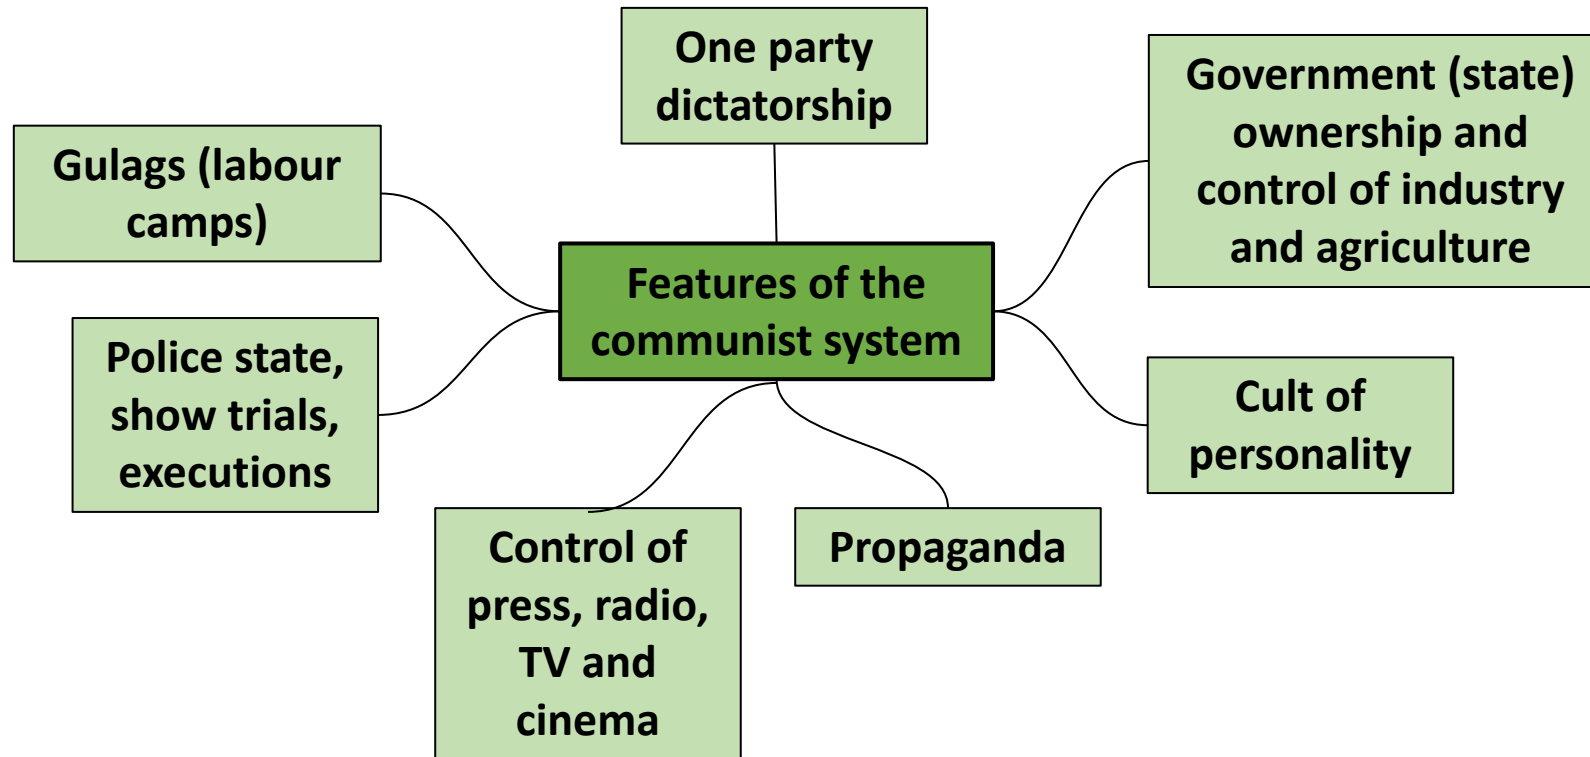 One party
dictatorship
Government (state)
ownership and
control of industry
and agriculture
Gulags (labour
camps)
Features of the
communist system
Police state,
show trials,
executions
Cult of
personality
Control of
press, radio,
TV and
cinema
Propaganda